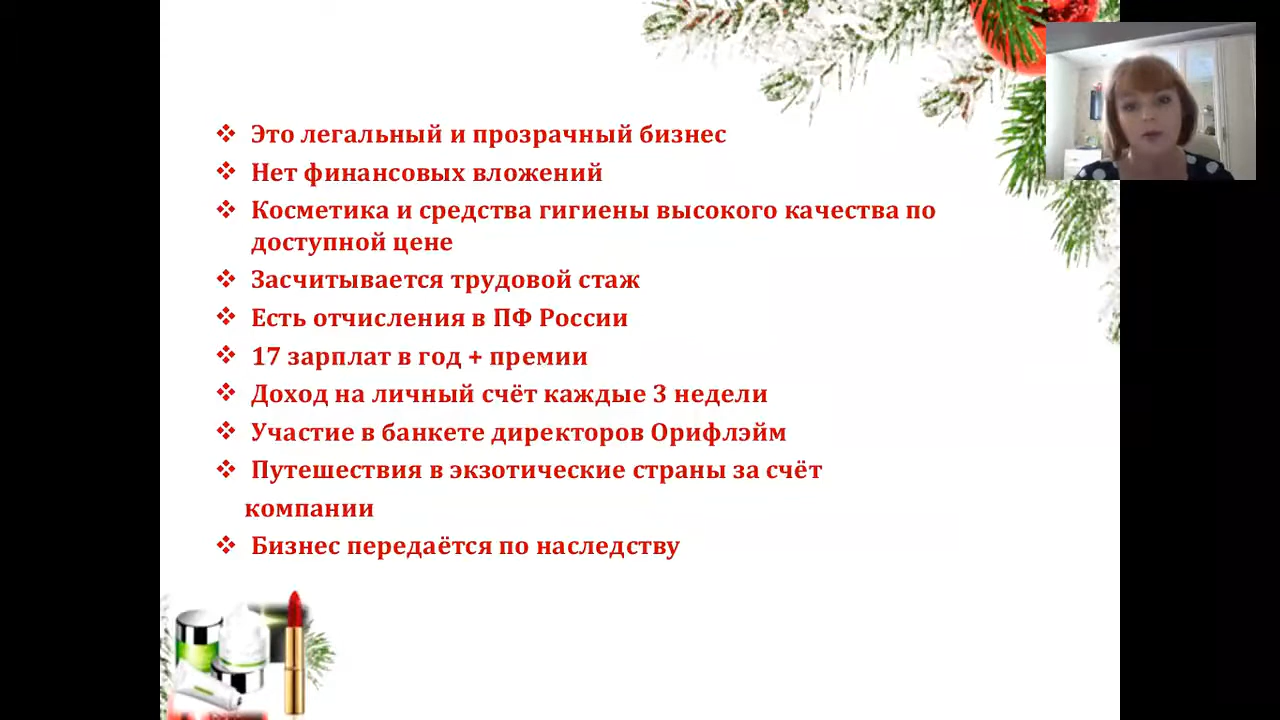 Это легальный и прозрачный бизнес
Нет финансовых вложений
Косметика и средства гигиены высокого качества по
доступной цене
Засчитывается трудовой стаж
Есть отчисления в ПФ России
17 зарплат в год + премии
Доход на личный счёт каждые 3 недели
Участие в банкете директоров Орифлэйм
Путешествия в экзотические страны за счёт
компании
Бизнес передаётся по наследству